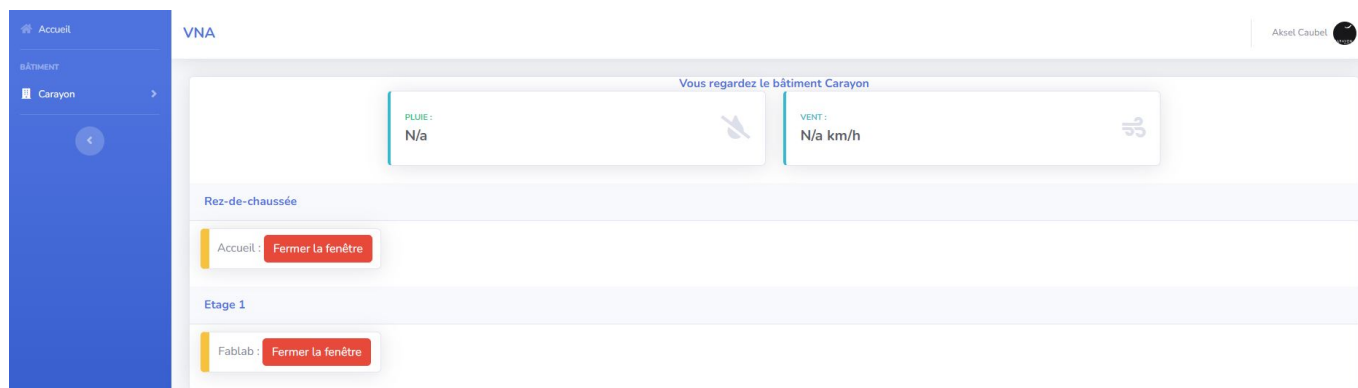 Accueil
BÂTIMENT
Carayon
VNA
Aksel Caubel
Vous regardez le bâtiment Carayon
PLUIE :
N/a
VENT :
N/a km/h
Rez-de-chaussée
Accueil : Fermer la fenêtre
Etage 1
Fablab : Fermer la fenêtre